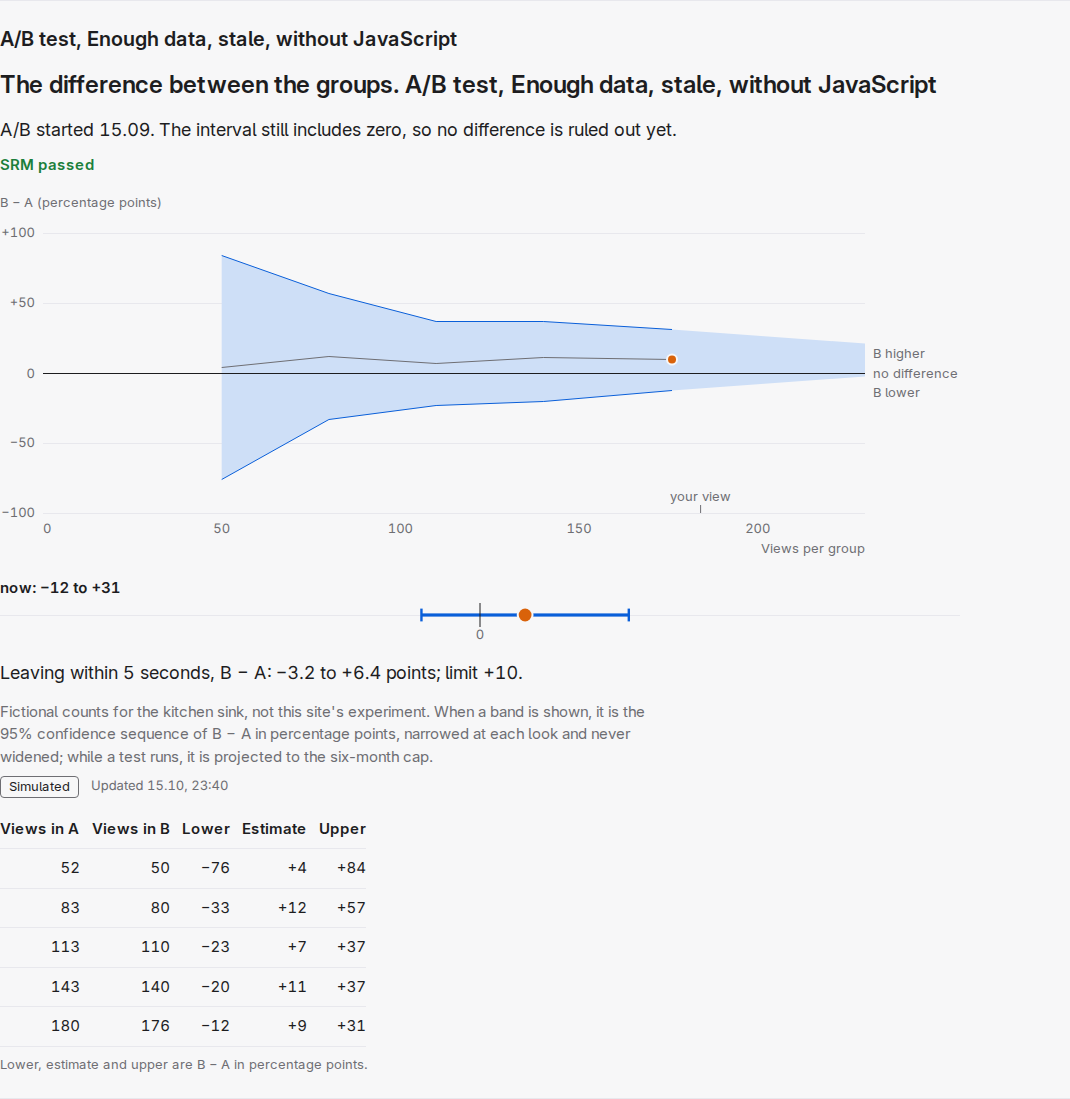 A/B test, Enough data, stale, without JavaScript
The difference between the groups. A/B test, Enough data, stale, without JavaScript
A/B started 15.09. The interval still includes zero, so no difference is ruled out yet.
SRM passed
B − A (percentage points)
+100
+50
0
−50
−100
B higher
no difference
B lower
your view
0 50 100 150 200
Views per group
now: −12 to +31
0
Leaving within 5 seconds, B − A: −3.2 to +6.4 points; limit +10.
Fictional counts for the kitchen sink, not this site's experiment. When a band is shown, it is the
95% confidence sequence of B − A in percentage points, narrowed at each look and never
widened; while a test runs, it is projected to the six-month cap.
Simulated Updated 15.10, 23:40
Views in A Views in B Lower Estimate Upper
52 50 −76 +4 +84
83 80 −33 +12 +57
113 110 −23 +7 +37
143 140 −20 +11 +37
180 176 −12 +9 +31
Lower, estimate and upper are B − A in percentage points.